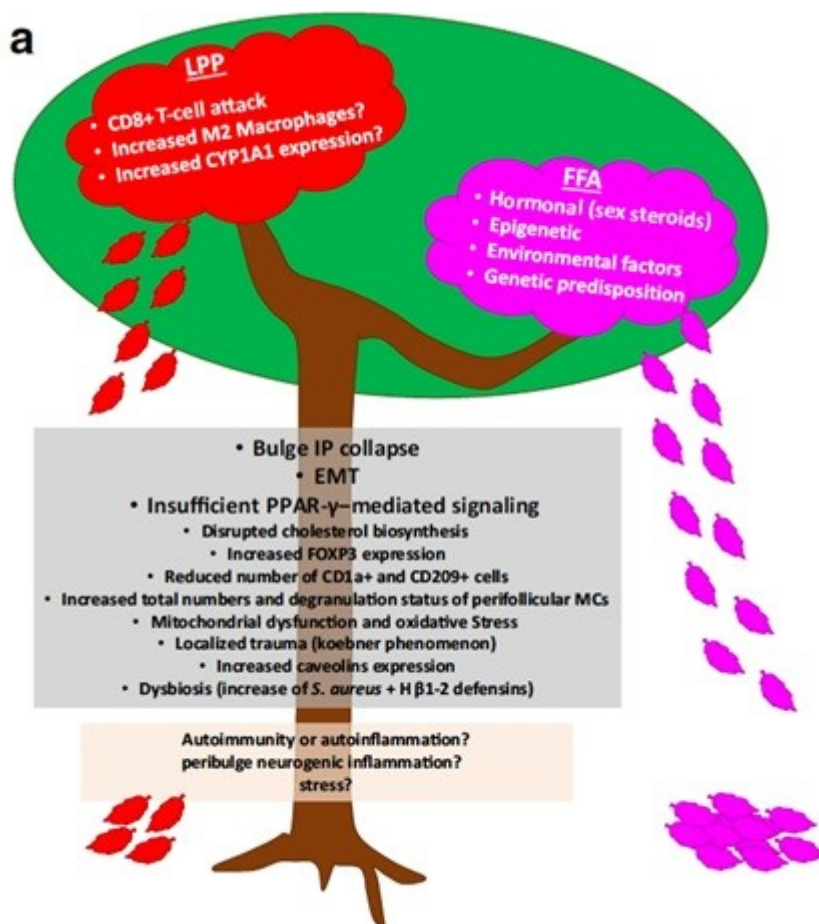 a
LPP
• CD8+ T-cell attack
• Increased M2 Macrophages?
• Increased CYP1A1 expression?
FFA
• Hormonal (sex steroids)
• Epigenetic
• Environmental factors
• Genetic predisposition
• Bulge IP collapse
• EMT
• Insufficient PPAR-γ–mediated signaling
• Disrupted cholesterol biosynthesis
• Increased FOXP3 expression
• Reduced number of CD1a+ and CD209+ cells
• Increased total numbers and degranulation status of perifollicular MCs
• Mitochondrial dysfunction and oxidative Stress
• Localized trauma (koebner phenomenon)
• Increased caveolins expression
• Dysbiosis (increase of S. aureus + H β1-2 defensins)
Autoimmunity or autoinflammation?
peribulge neurogenic inflammation?
stress?